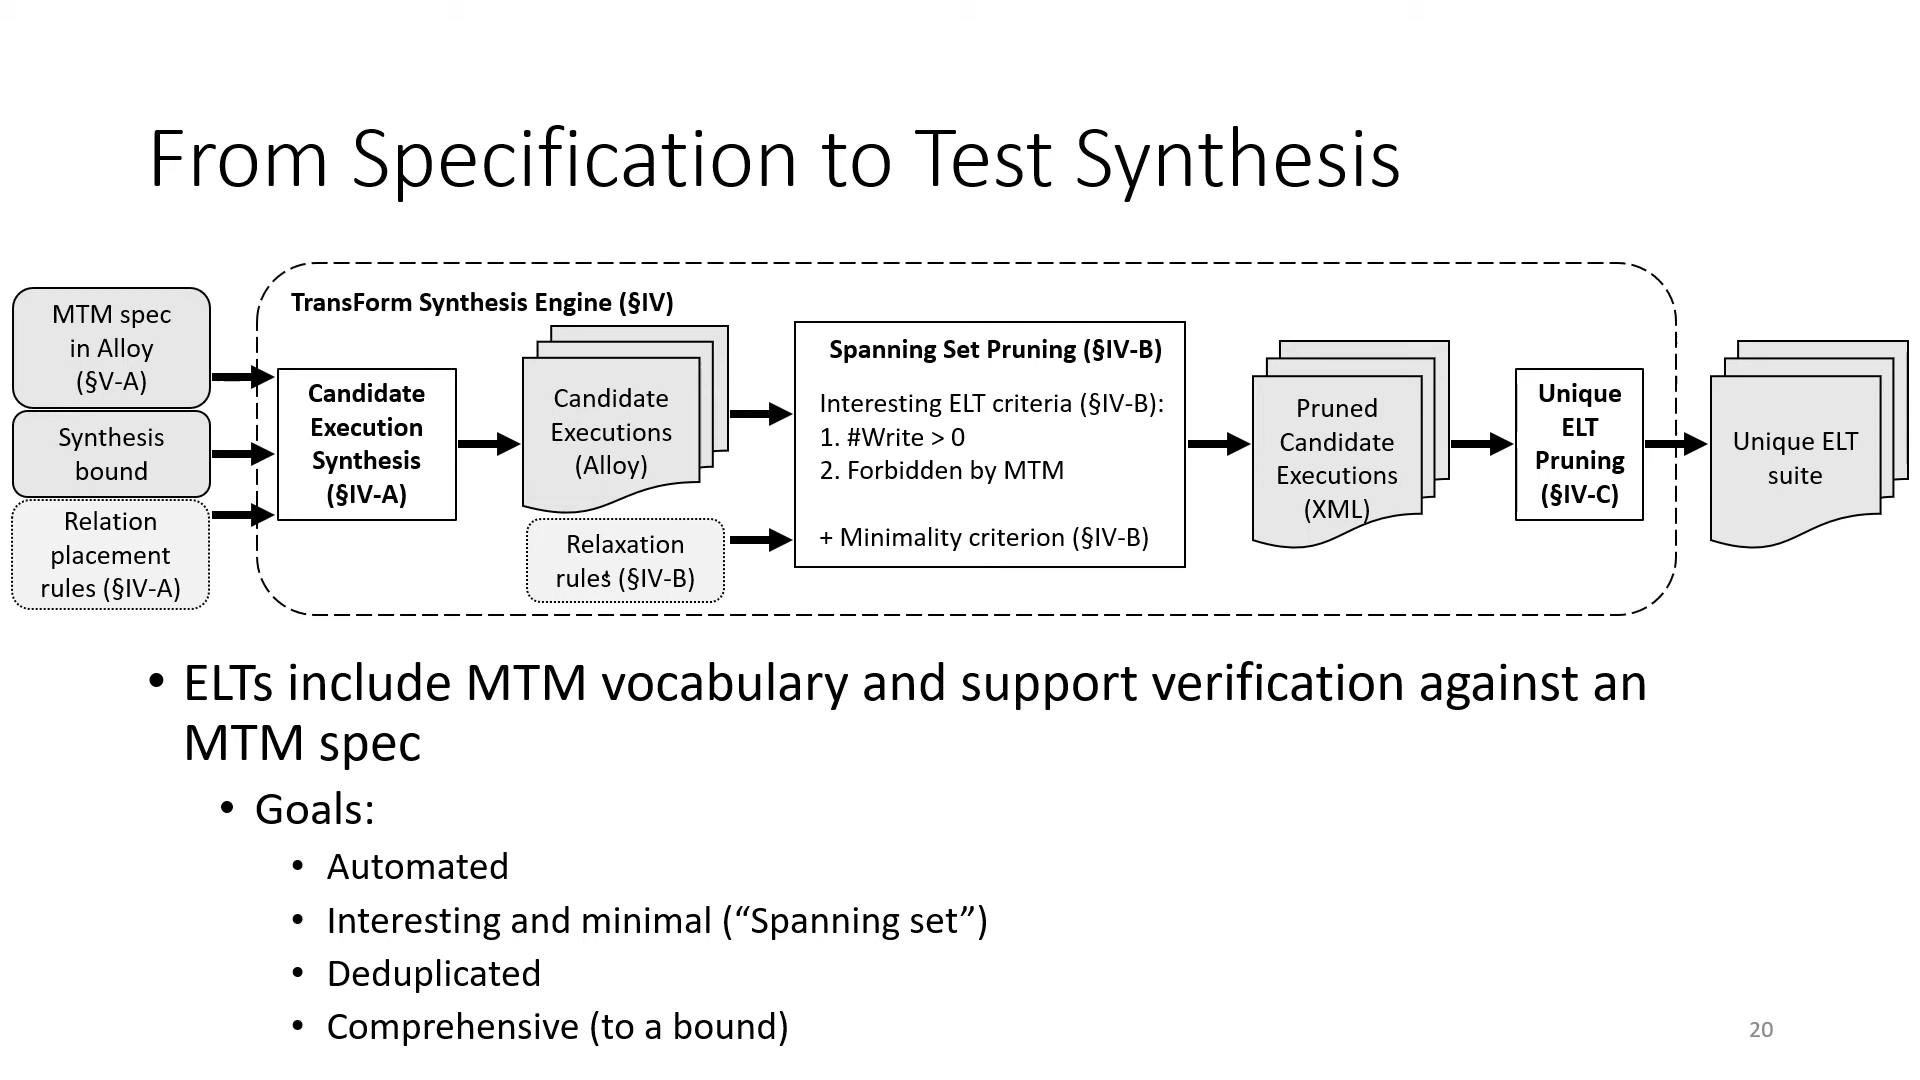 From Specification to Test Synthesis
MTM spec
in Alloy
(§V-A)
Synthesis
bound
Relation
placement
rules (§IV-A)
TransForm Synthesis Engine (§IV)
Candidate
Execution
Synthesis
(§IV-A)
Candidate
Executions
(Alloy)
Relaxation
rules (§IV-B)
Spanning Set Pruning (§IV-B)
Interesting ELT criteria (§IV-B):
1. #Write > 0
2. Forbidden by MTM
+ Minimality criterion (§IV-B)
Pruned
Candidate
Executions
(XML)
Unique
ELT
Pruning
(§IV-C)
Unique ELT
suite
• ELTs include MTM vocabulary and support verification against an
MTM spec
• Goals:
• Automated
• Interesting and minimal (“Spanning set”)
• Deduplicated
• Comprehensive (to a bound)
20